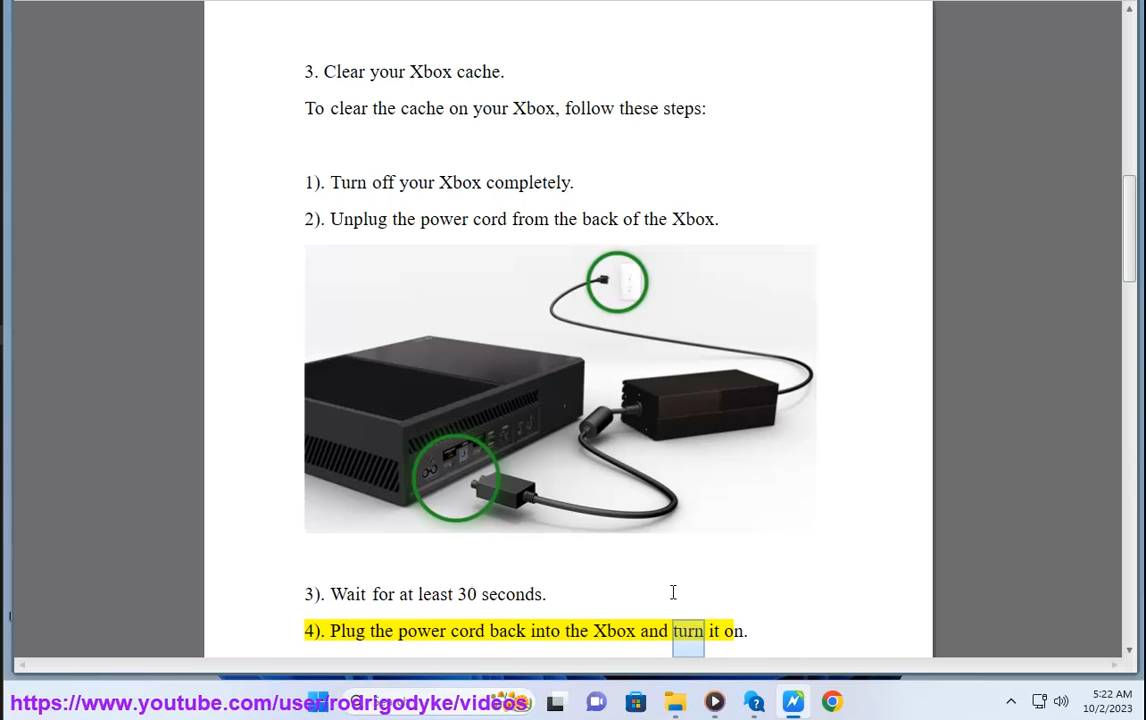 3. Clear your Xbox cache.
To clear the cache on your Xbox, follow these steps:
1). Turn off your Xbox completely.
2). Unplug the power cord from the back of the Xbox.
3). Wait for at least 30 seconds.
4). Plug the power cord back into the Xbox and turn it on.
https://www.youtube.com/user/rodrigodyke/videos
5:22 AM
10/2/2023